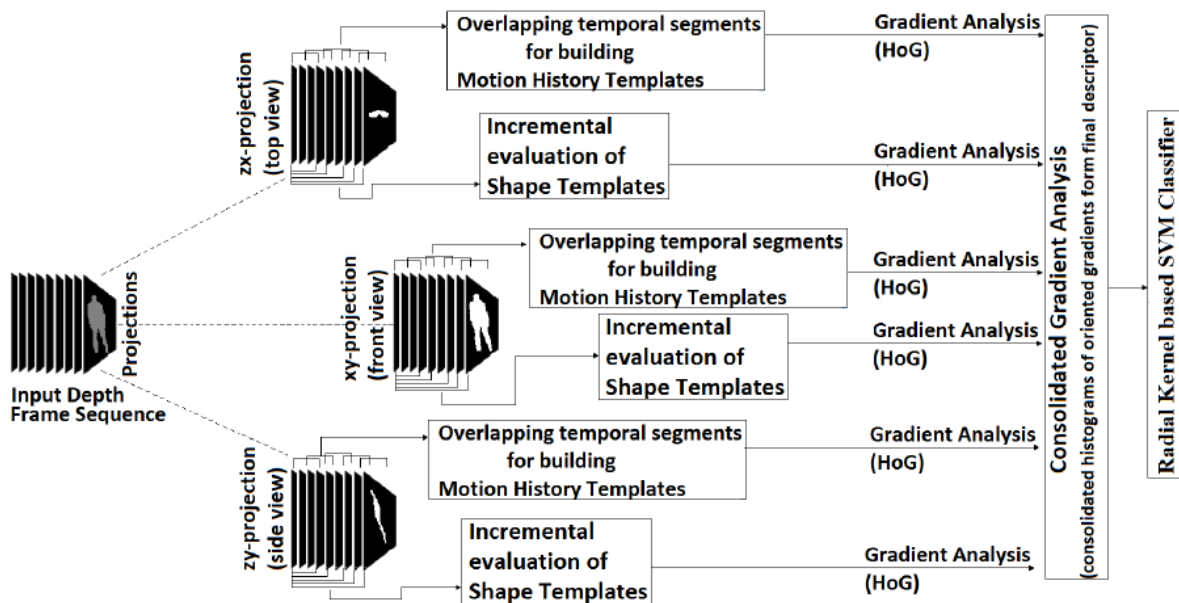 Input Depth
Frame Sequence
Projections
zx-projection
(top view)
Overlapping temporal segments
for building
Motion History Templates
Gradient Analysis
(HoG)
Incremental
evaluation of
Shape Templates
Gradient Analysis
(HoG)
xy-projection
(front view)
Overlapping temporal segments
for building
Motion History Templates
Gradient Analysis
(HoG)
Incremental
evaluation of
Shape Templates
Gradient Analysis
(HoG)
zy-projection
(side view)
Overlapping temporal segments
for building
Motion History Templates
Gradient Analysis
(HoG)
Incremental
evaluation of
Shape Templates
Gradient Analysis
(HoG)
Consolidated Gradient Analysis
(consolidated histograms of oriented gradients form final descriptor)
Radial Kernel based SVM Classifier